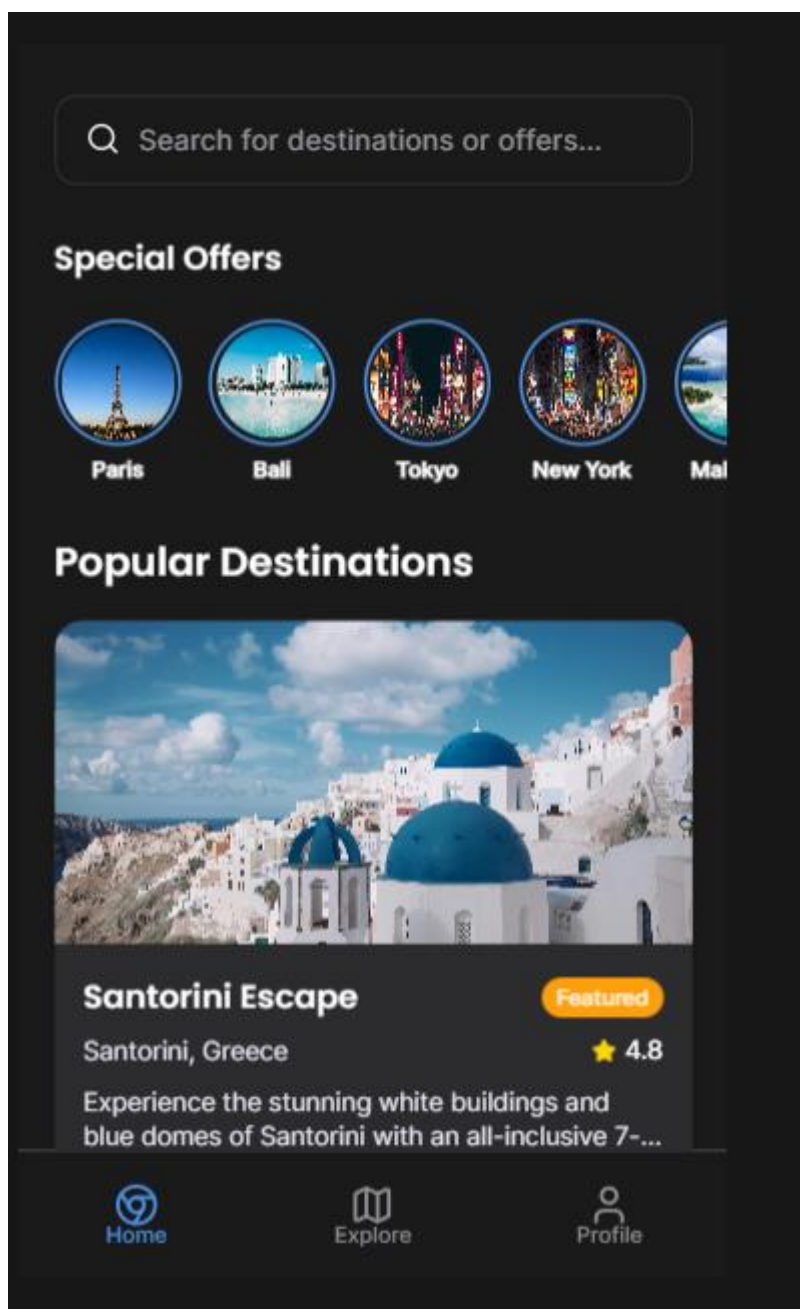 Search for destinations or offers...
Special Offers
Paris
Bali
Tokyo
New York
Mal
Popular Destinations
Santorini Escape
Featured
Santorini, Greece
4.8
Experience the stunning white buildings and
blue domes of Santorini with an all-inclusive 7-...
Home
Explore
Profile